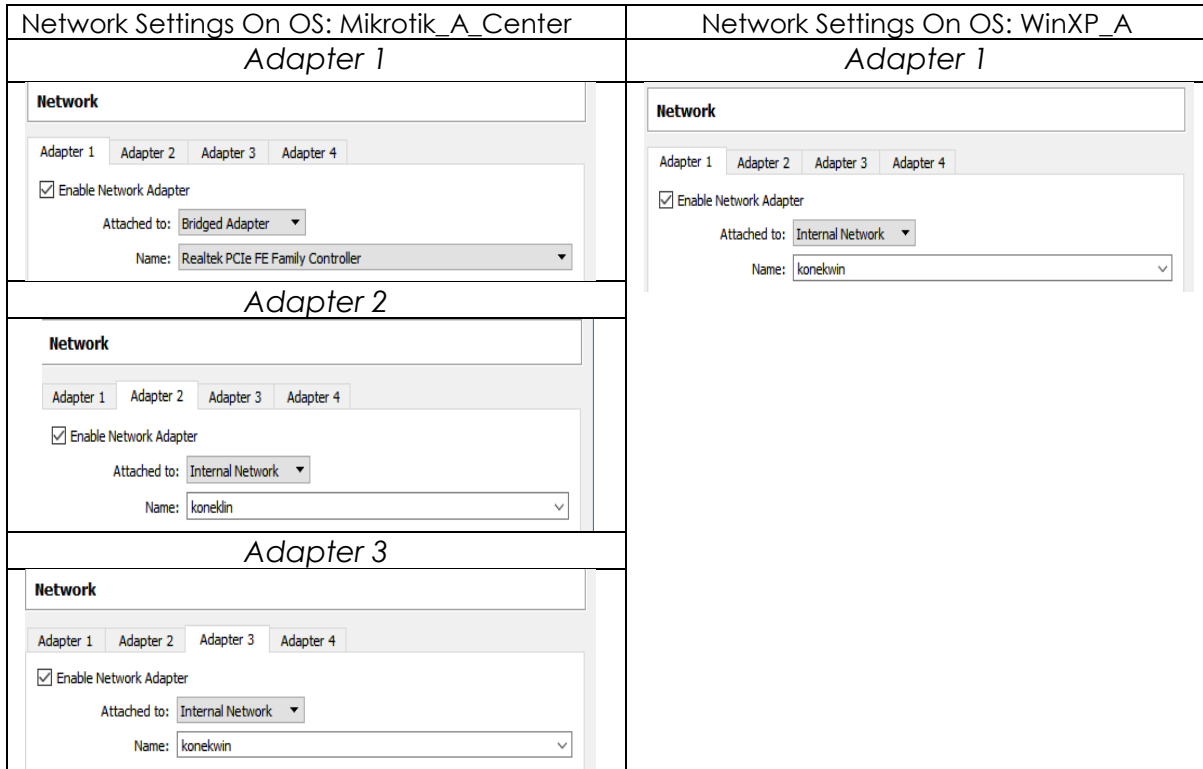 Network Settings On OS: Mikrotik_A_Center
Adapter 1
Network
Adapter 1 Adapter 2 Adapter 3 Adapter 4
Enable Network Adapter
Attached to: Bridged Adapter
Name: Realtek PCIe FE Family Controller
Adapter 2
Network
Adapter 1 Adapter 2 Adapter 3 Adapter 4
Enable Network Adapter
Attached to: Internal Network
Name: koneklin
Adapter 3
Network
Adapter 1 Adapter 2 Adapter 3 Adapter 4
Enable Network Adapter
Attached to: Internal Network
Name: konekwin
Network Settings On OS: WinXP_A
Adapter 1
Network
Adapter 1 Adapter 2 Adapter 3 Adapter 4
Enable Network Adapter
Attached to: Internal Network
Name: konekwin